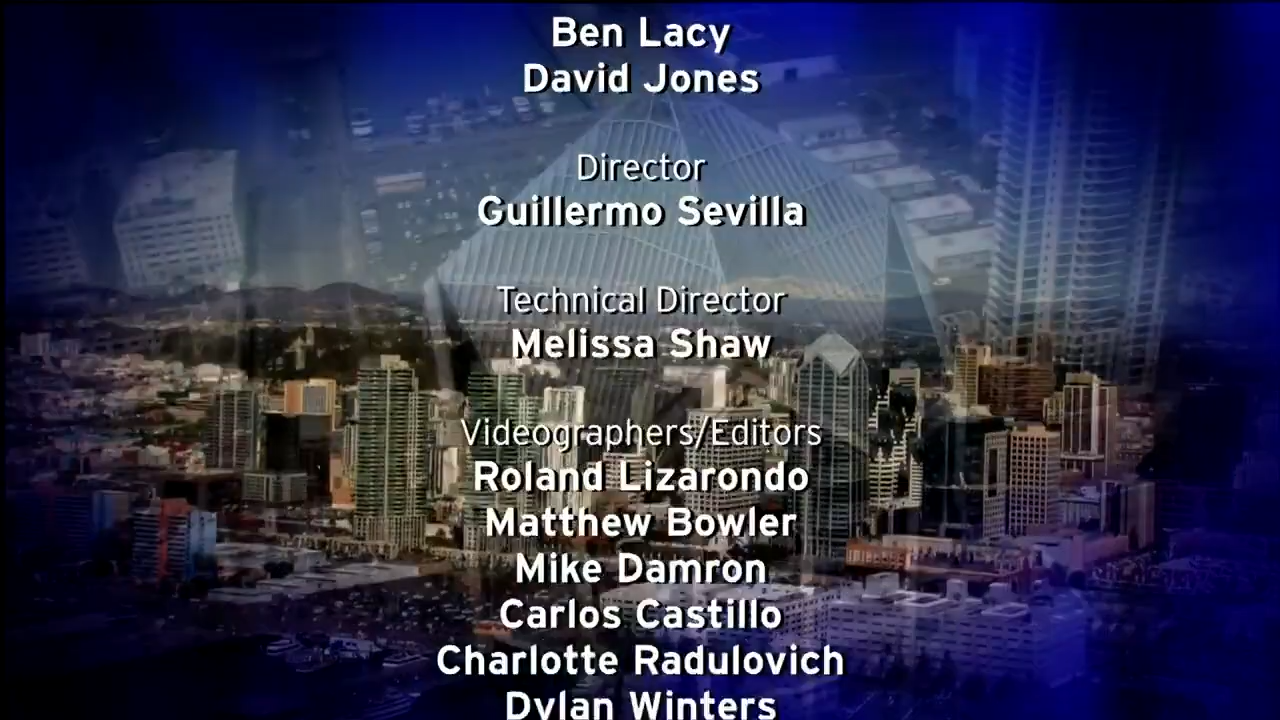 Ben Lacy
David Jones
Director
Guillermo Sevilla
Technical Director
Melissa Shaw
Videographers/Editors
Roland Lizarondo
Matthew Bowler
Mike Damron
Carlos Castillo
Charlotte Radulovich
Dylan Winters